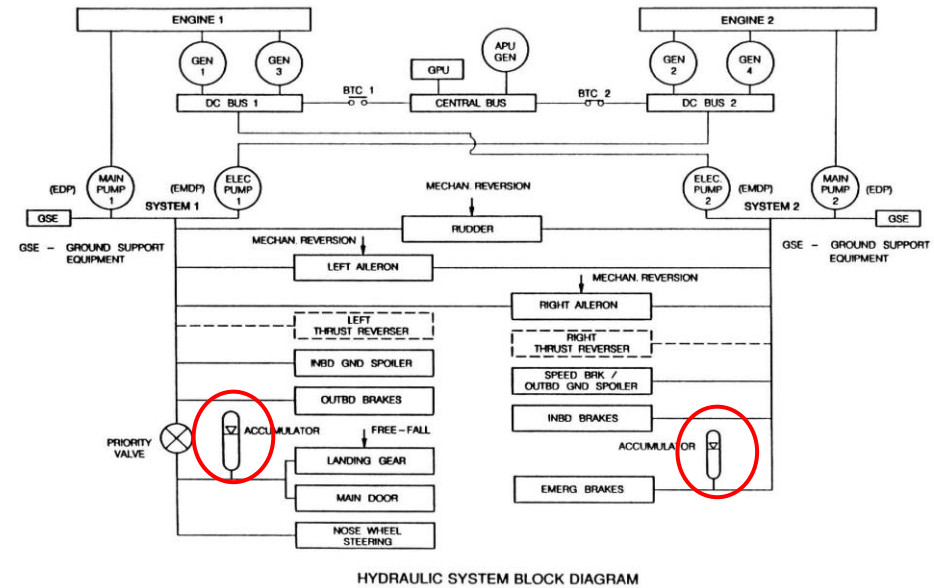 ENGINE 1
ENGINE 2
GEN
1
GEN
3
GPU
APU
GEN
GEN
2
GEN
4
DC BUS 1
BTC 1
CENTRAL BUS
BTC 2
DC BUS 2
(EDP)
MAIN
PUMP
1
(EMDP)
ELEC
PUMP
1
SYSTEM 1
MECHAN. REVERSION
ELEC.
PUMP
2
(EMDP)
SYSTEM 2
MAIN
PUMP
2
(EDP)
GSE
GSE
GSE – GROUND SUPPORT
EQUIPMENT
GSE – GROUND SUPPORT
EQUIPMENT
RUDDER
MECHAN. REVERSION
LEFT AILERON
MECHAN. REVERSION
RIGHT AILERON
LEFT
THRUST REVERSER
RIGHT
THRUST REVERSER
INBD GND SPOILER
SPEED BRK /
OUTBD GND SPOILER
OUTBD BRAKES
INBD BRAKES
ACCUMULATOR
FREE – FALL
PRIORITY
VALVE
ACCUMULATOR
LANDING GEAR
MAIN DOOR
EMERG BRAKES
NOSE WHEEL
STEERING
HYDRAULIC SYSTEM BLOCK DIAGRAM